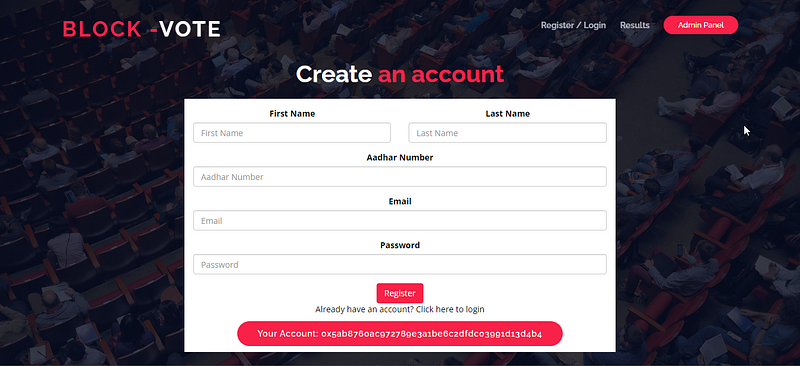 BLOCK -VOTE
Register / Login Results Admin Panel
Create an account
First Name Last Name
First Name Last Name
Aadhar Number
Aadhar Number
Email
Email
Password
Password
Register
Already have an account? Click here to login
Your Account: 0x5ab8760ac972789e3a1be6c2dfdc03991d13d4b4